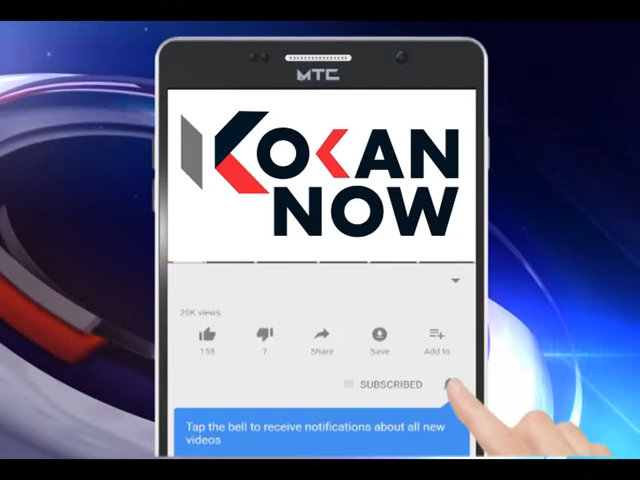 MTC
KOKAN
NOW
20K views
158
7
Share
Save
Add to
SUBSCRIBED
Tap the bell to receive notifications about all new
videos